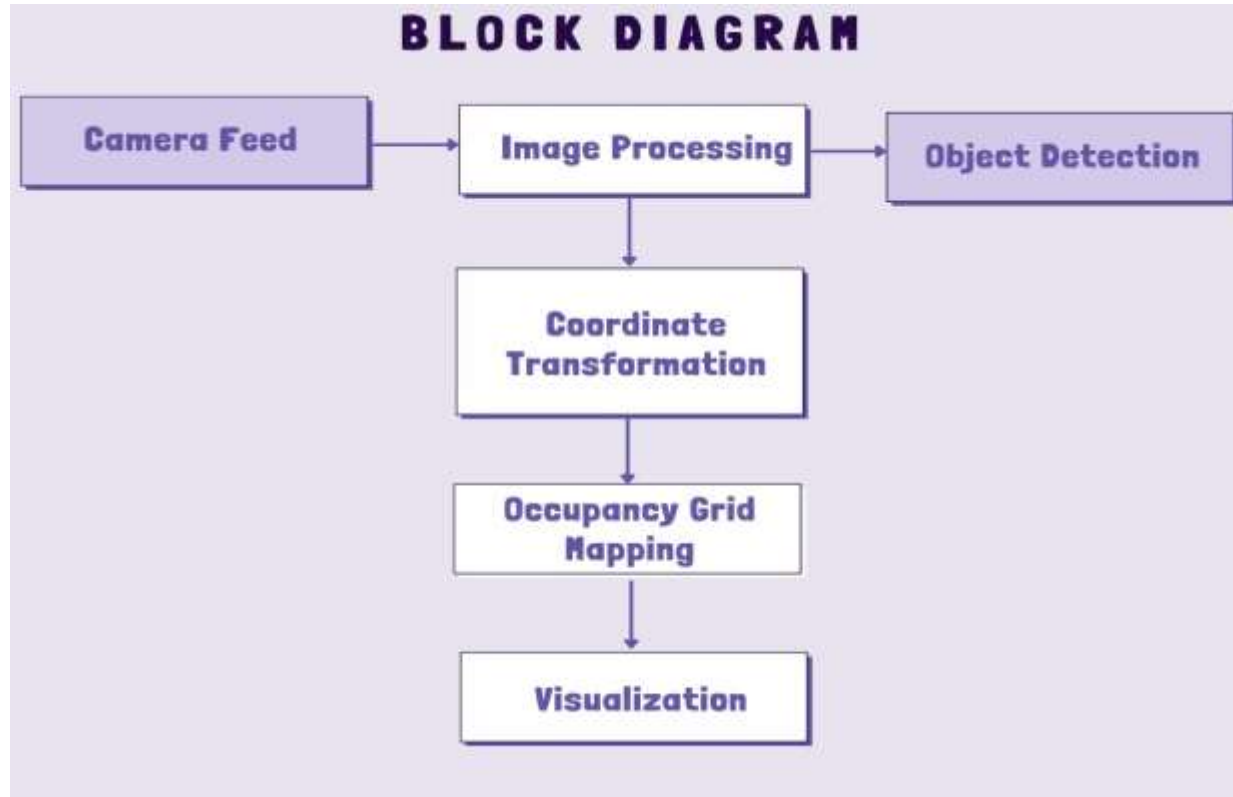 BLOCK DIAGRAM
Camera Feed
Image Processing
Object Detection
Coordinate
Transformation
Occupancy Grid
Mapping
Visualization